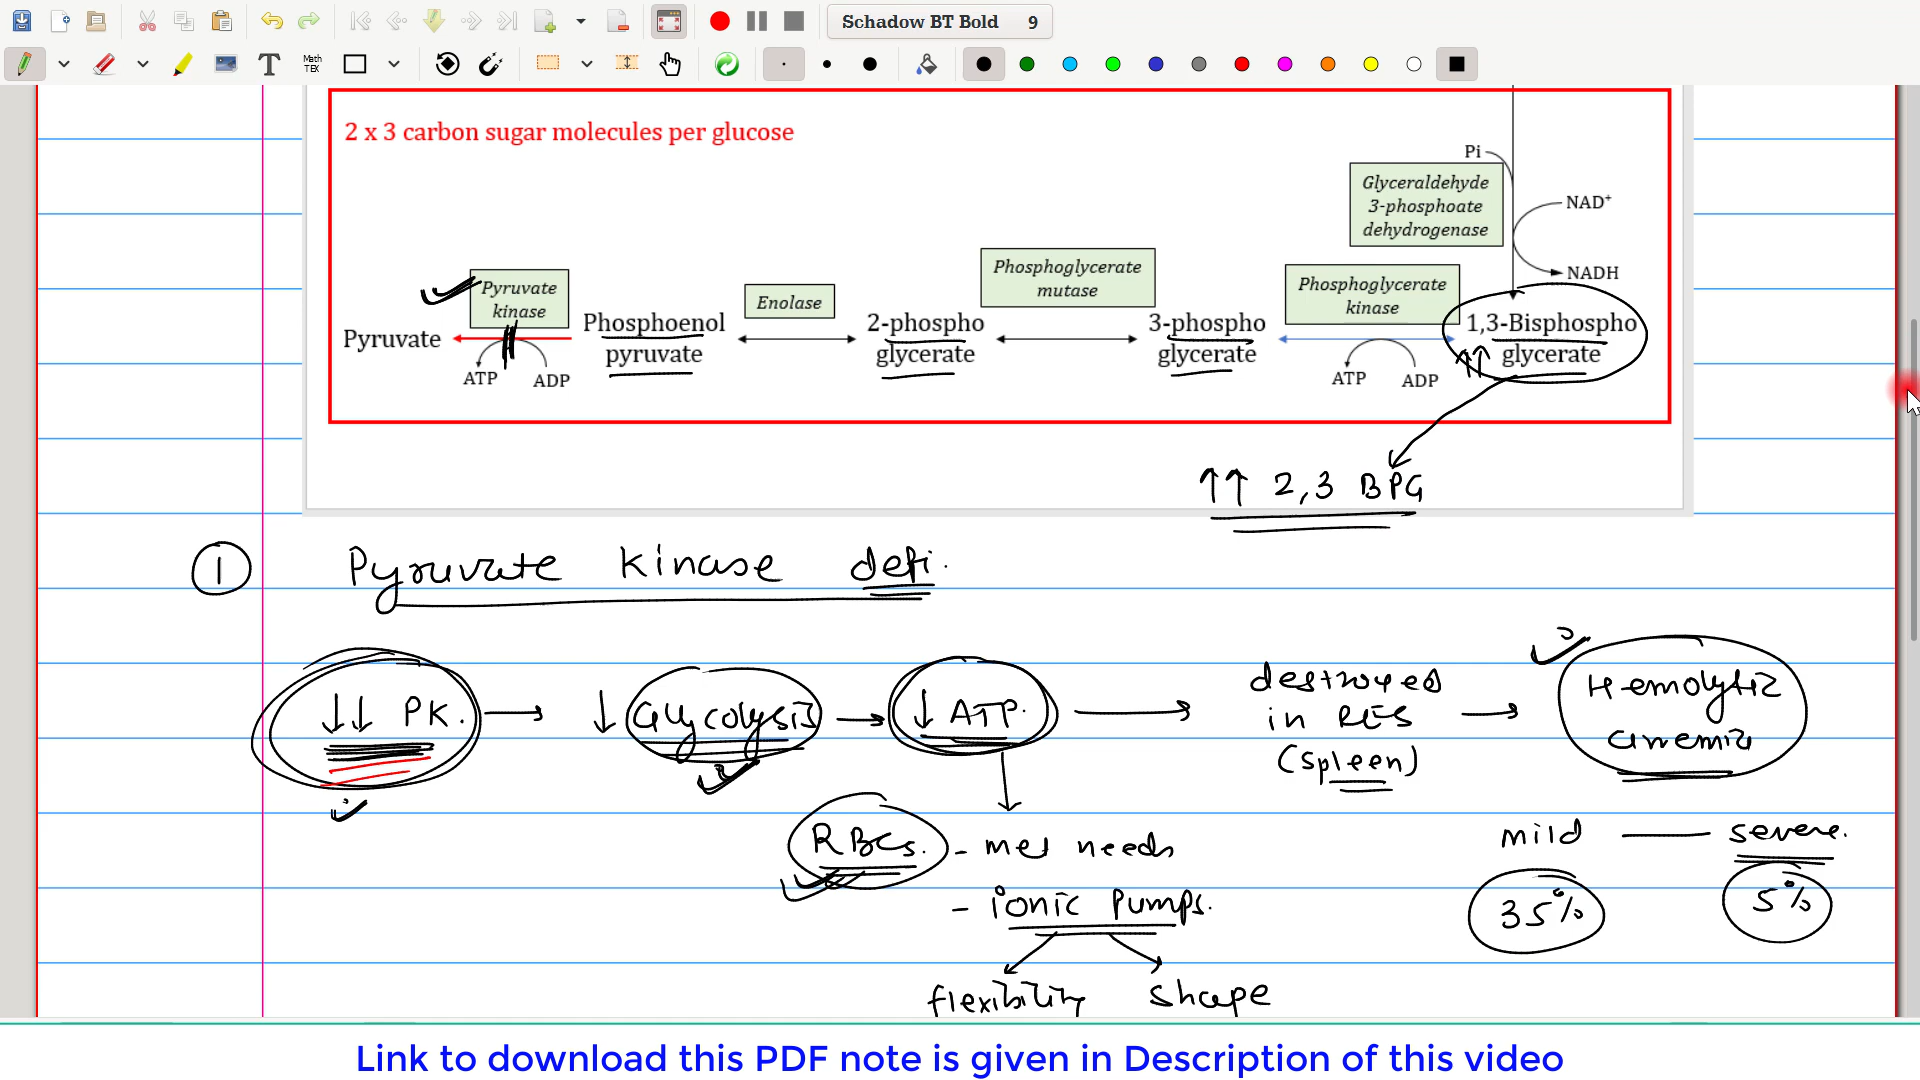 Schadow BT Bold 9
Math
TEX
2 x 3 carbon sugar molecules per glucose
Pi
Glyceraldehyde
3-phosphoate
dehydrogenase
NAD⁺
NADH
Pyruvate
kinase
Enolase
Phosphoglycerate
mutase
Phosphoglycerate
kinase
Pyruvate
Phosphoenol
pyruvate
2-phospho
glycerate
3-phospho
glycerate
1,3-Bisphospho
↑↑ glycerate
ATP ADP
ATP ADP
↑↑ 2,3 BPG
① Pyruvate kinase defi.
↓↓ PK. → ↓ Glycolysis → ↓ ATP. → destroyed in RES (spleen) → Hemolytic anemia
RBCs. - met needs
- ionic pumps.
flexibility shape
mild — severe.
35% 5%
Link to download this PDF note is given in Description of this video